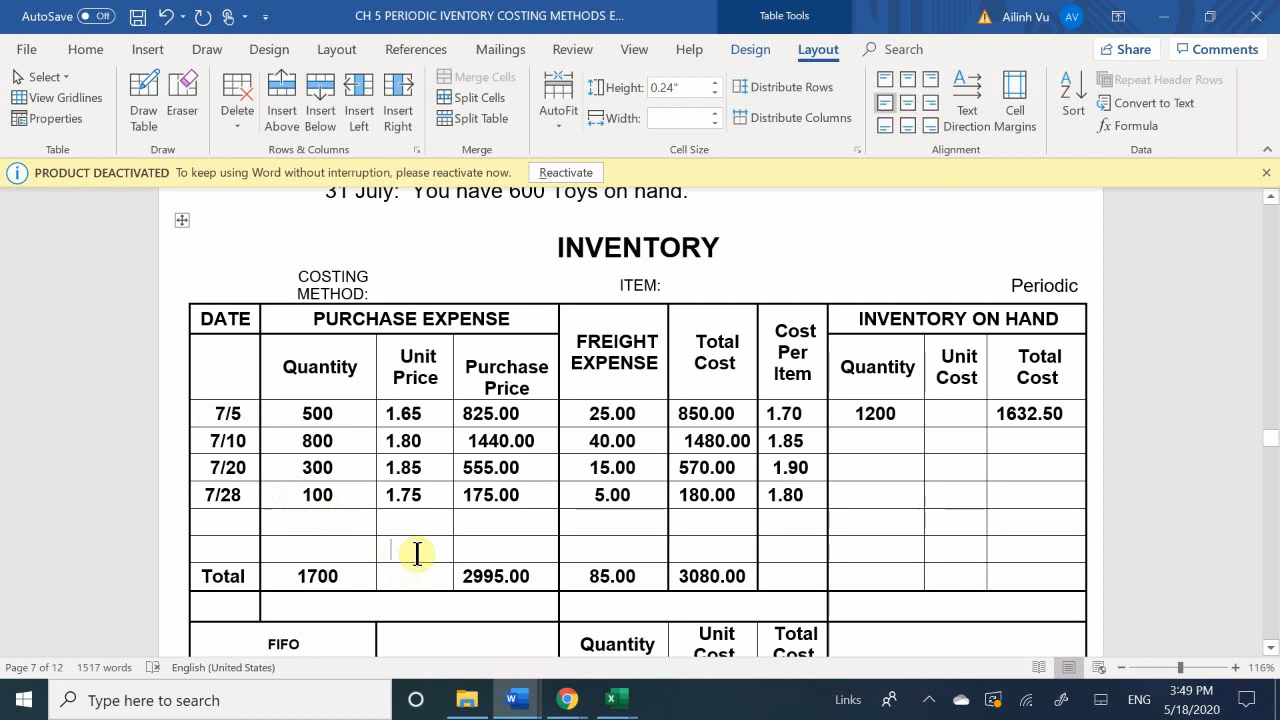 AutoSave Off CH 5 PERIODIC IVENTORY COSTING METHODS E... Table Tools Ailinh Vu AV
File Home Insert Draw Design Layout References Mailings Review View Help Design Layout Search Share Comments
Select
View Gridlines
Properties
Draw Table
Eraser
Delete
Insert Above
Insert Below
Insert Left
Insert Right
Merge Cells
Split Cells
Split Table
AutoFit
Height: 0.24"
Width:
Distribute Rows
Distribute Columns
Text Direction
Cell Margins
Sort
Repeat Header Rows
Convert to Text
Formula
Table Draw Rows & Columns Merge Cell Size Alignment Data
PRODUCT DEACTIVATED To keep using Word without interruption, please reactivate now. Reactivate
31 July: You have 600 Toys on hand.
INVENTORY
COSTING METHOD: ITEM: Periodic
DATE PURCHASE EXPENSE FREIGHT EXPENSE Total Cost Cost Per Item INVENTORY ON HAND
Quantity Unit Price Purchase Price Quantity Unit Cost Total Cost
7/5 500 1.65 825.00 25.00 850.00 1.70 1200 1632.50
7/10 800 1.80 1440.00 40.00 1480.00 1.85
7/20 300 1.85 555.00 15.00 570.00 1.90
7/28 100 1.75 175.00 5.00 180.00 1.80
Total 1700 2995.00 85.00 3080.00
FIFO Quantity Unit Cost Total Cost
Page 7 of 12 1517 words English (United States) 116%
Type here to search Links ENG 3:49 PM
5/18/2020